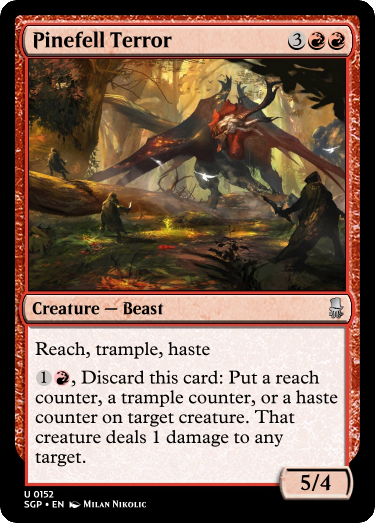 Pinefell Terror 3
Creature — Beast
Reach, trample, haste
1, Discard this card: Put a reach
counter, a trample counter, or a haste
counter on target creature. That
creature deals 1 damage to any
target.
5/4
U 0152
SGP • EN Milan Nikolic